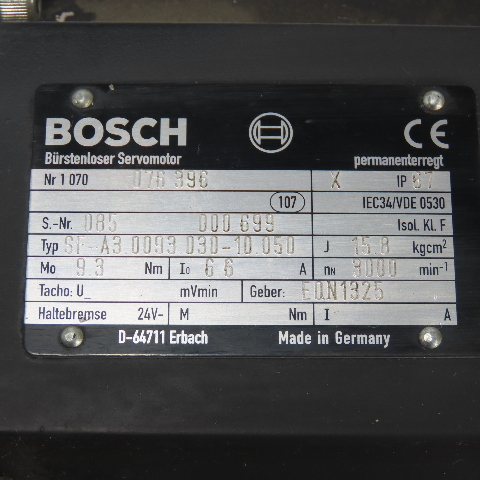 BOSCH CE
Bürstenloser Servomotor permanenterregt
Nr 1 070 076 396 X IP 67
107 IEC34/VDE 0530
S.-Nr. 085 000 699 Isol. Kl. F
Typ SF-A3.0093.030-10.050 J 15.8 kgcm²
Mo 9.3 Nm I₀ 6.6 A nN 3000 min⁻¹
Tacho: U_ mVmin Geber: EQN1325
Haltebremse 24V- M Nm I A
D-64711 Erbach Made in Germany